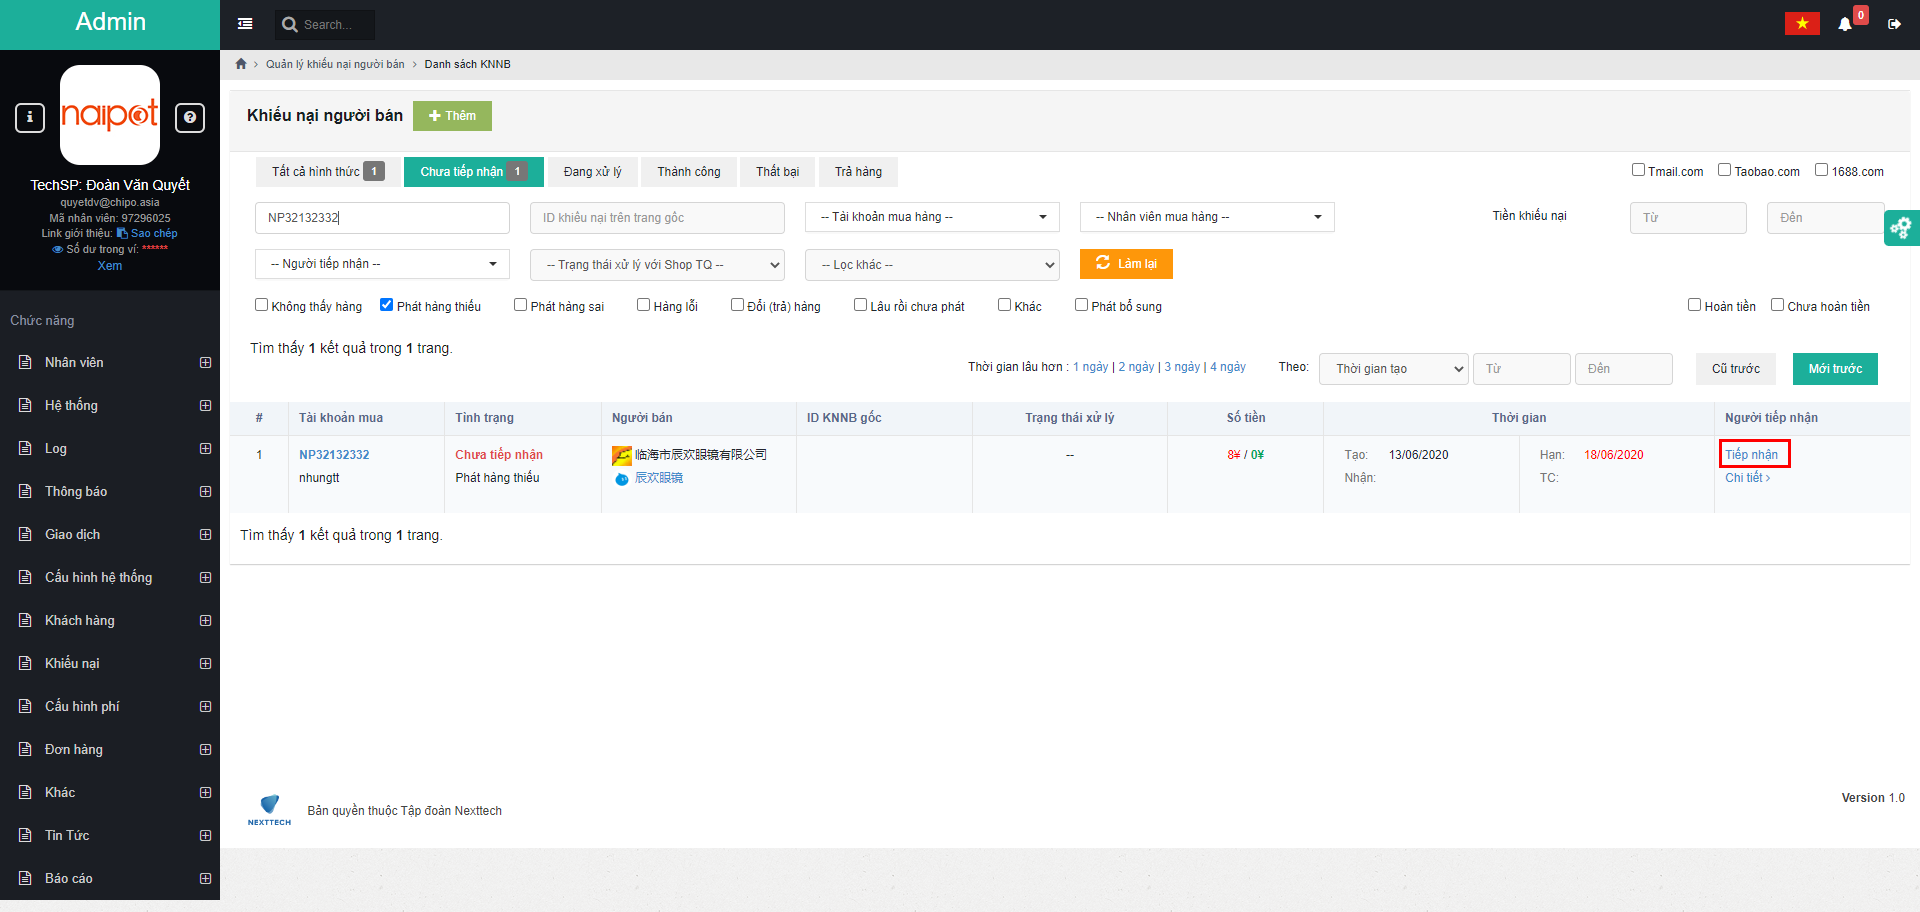 Admin
Search...
0
Quản lý khiếu nại người bán > Danh sách KNNB
naipot
TechSP: Đoàn Văn Quyết
quyetdv@chipo.asia
Mã nhân viên: 97296025
Link giới thiệu: Sao chép
Số dư trong ví: ******
Xem
Chức năng
Nhân viên
Hệ thống
Log
Thông báo
Giao dịch
Cấu hình hệ thống
Khách hàng
Khiếu nại
Cấu hình phí
Đơn hàng
Khác
Tin Tức
Báo cáo
Khiếu nại người bán
Thêm
Tất cả hình thức 1
Chưa tiếp nhận 1
Đang xử lý
Thành công
Thất bại
Trả hàng
Tmail.com
Taobao.com
1688.com
NP32132332
ID khiếu nại trên trang gốc
-- Tài khoản mua hàng --
-- Nhân viên mua hàng --
Tiền khiếu nại
Từ
Đến
-- Người tiếp nhận --
-- Trạng thái xử lý với Shop TQ --
-- Lọc khác --
Làm lại
Không thấy hàng
Phát hàng thiếu
Phát hàng sai
Hàng lỗi
Đổi (trả) hàng
Lâu rồi chưa phát
Khác
Phát bổ sung
Hoàn tiền
Chưa hoàn tiền
Tìm thấy 1 kết quả trong 1 trang.
Thời gian lâu hơn : 1 ngày | 2 ngày | 3 ngày | 4 ngày
Theo:
Thời gian tạo
Từ
Đến
Cũ trước
Mới trước
# Tài khoản mua Tình trạng Người bán ID KNNB gốc Trạng thái xử lý Số tiền Thời gian Người tiếp nhận
1 NP32132332 Chưa tiếp nhận 临海市辰欢眼镜有限公司 -- 8¥ / 0¥ Tạo: 13/06/2020 Hạn: 18/06/2020 Tiếp nhận
nhungtt Phát hàng thiếu 辰欢眼镜 Nhận: TC: Chi tiết >
Tìm thấy 1 kết quả trong 1 trang.
NEXTTECH
Bản quyền thuộc Tập đoàn Nexttech
Version 1.0